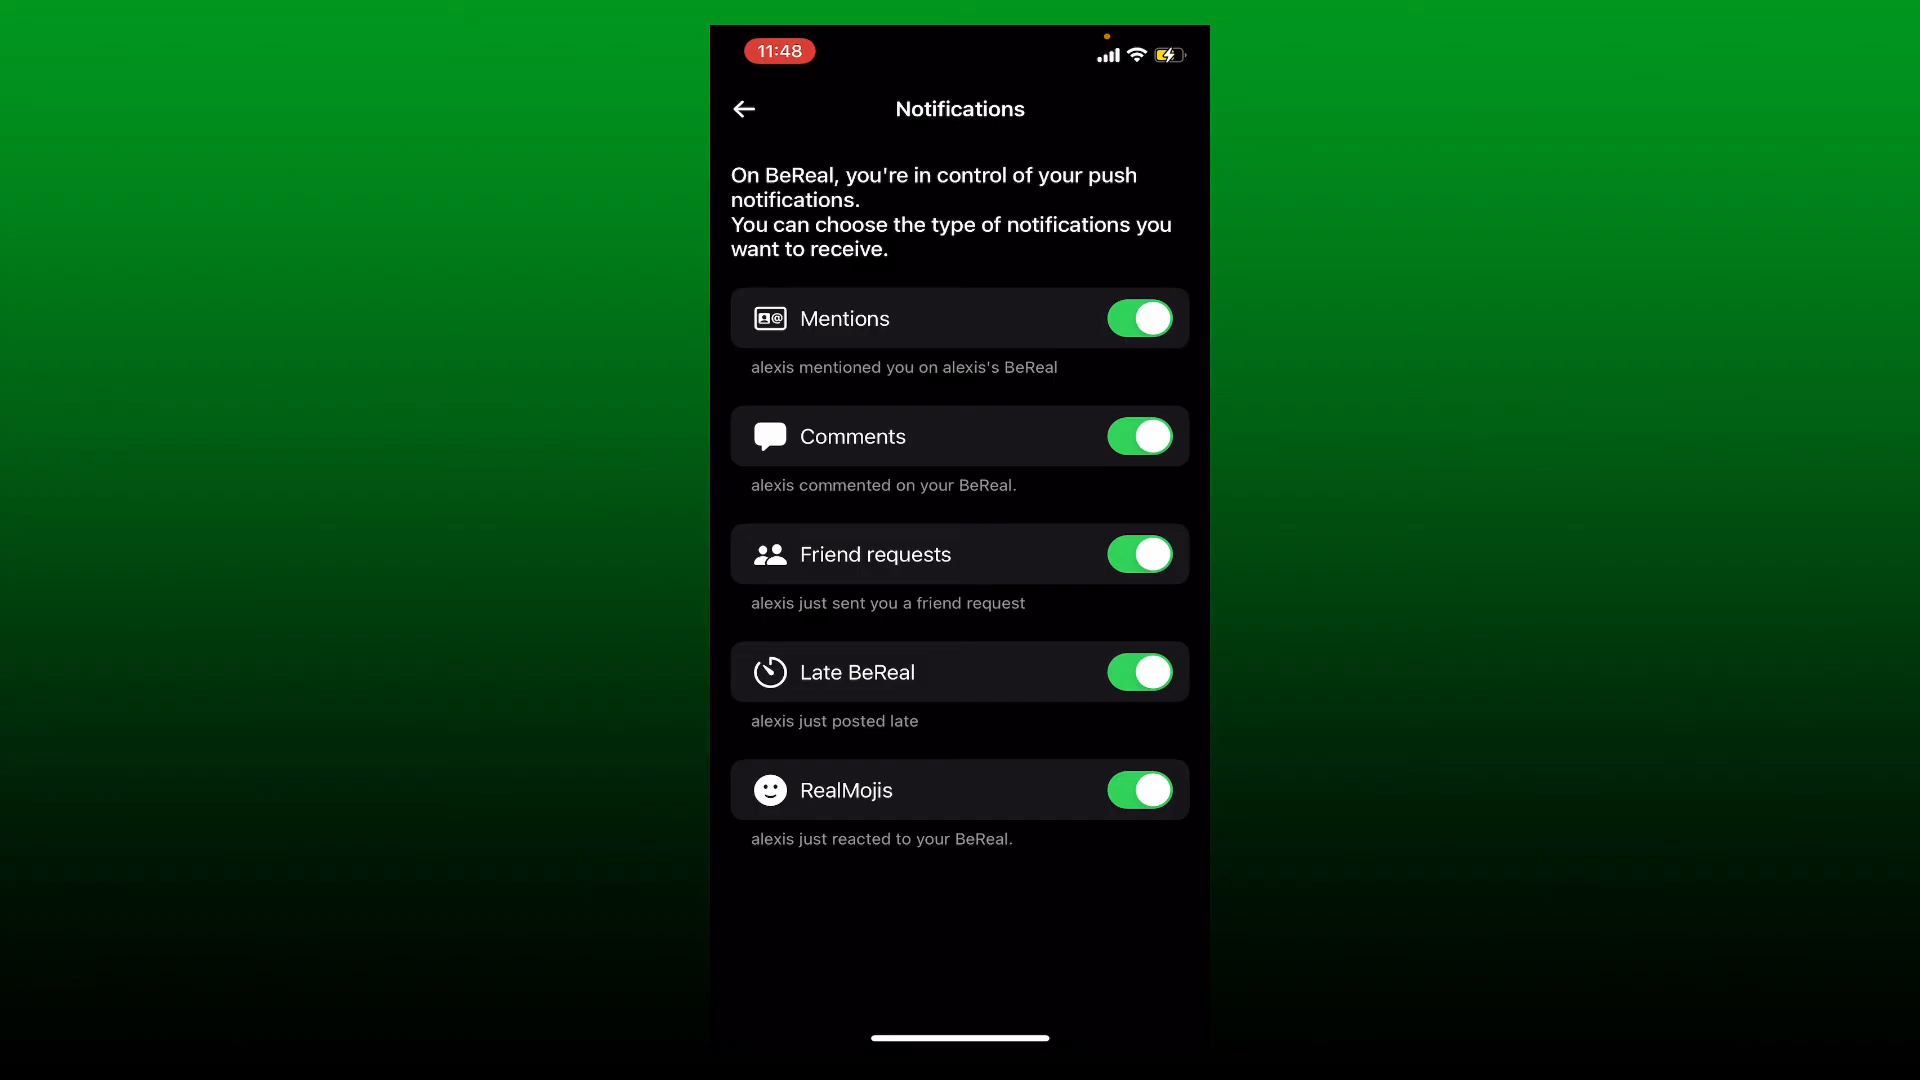 11:48
Notifications
On BeReal, you're in control of your push
notifications.
You can choose the type of notifications you
want to receive.
Mentions
alexis mentioned you on alexis's BeReal
Comments
alexis commented on your BeReal.
Friend requests
alexis just sent you a friend request
Late BeReal
alexis just posted late
RealMojis
alexis just reacted to your BeReal.